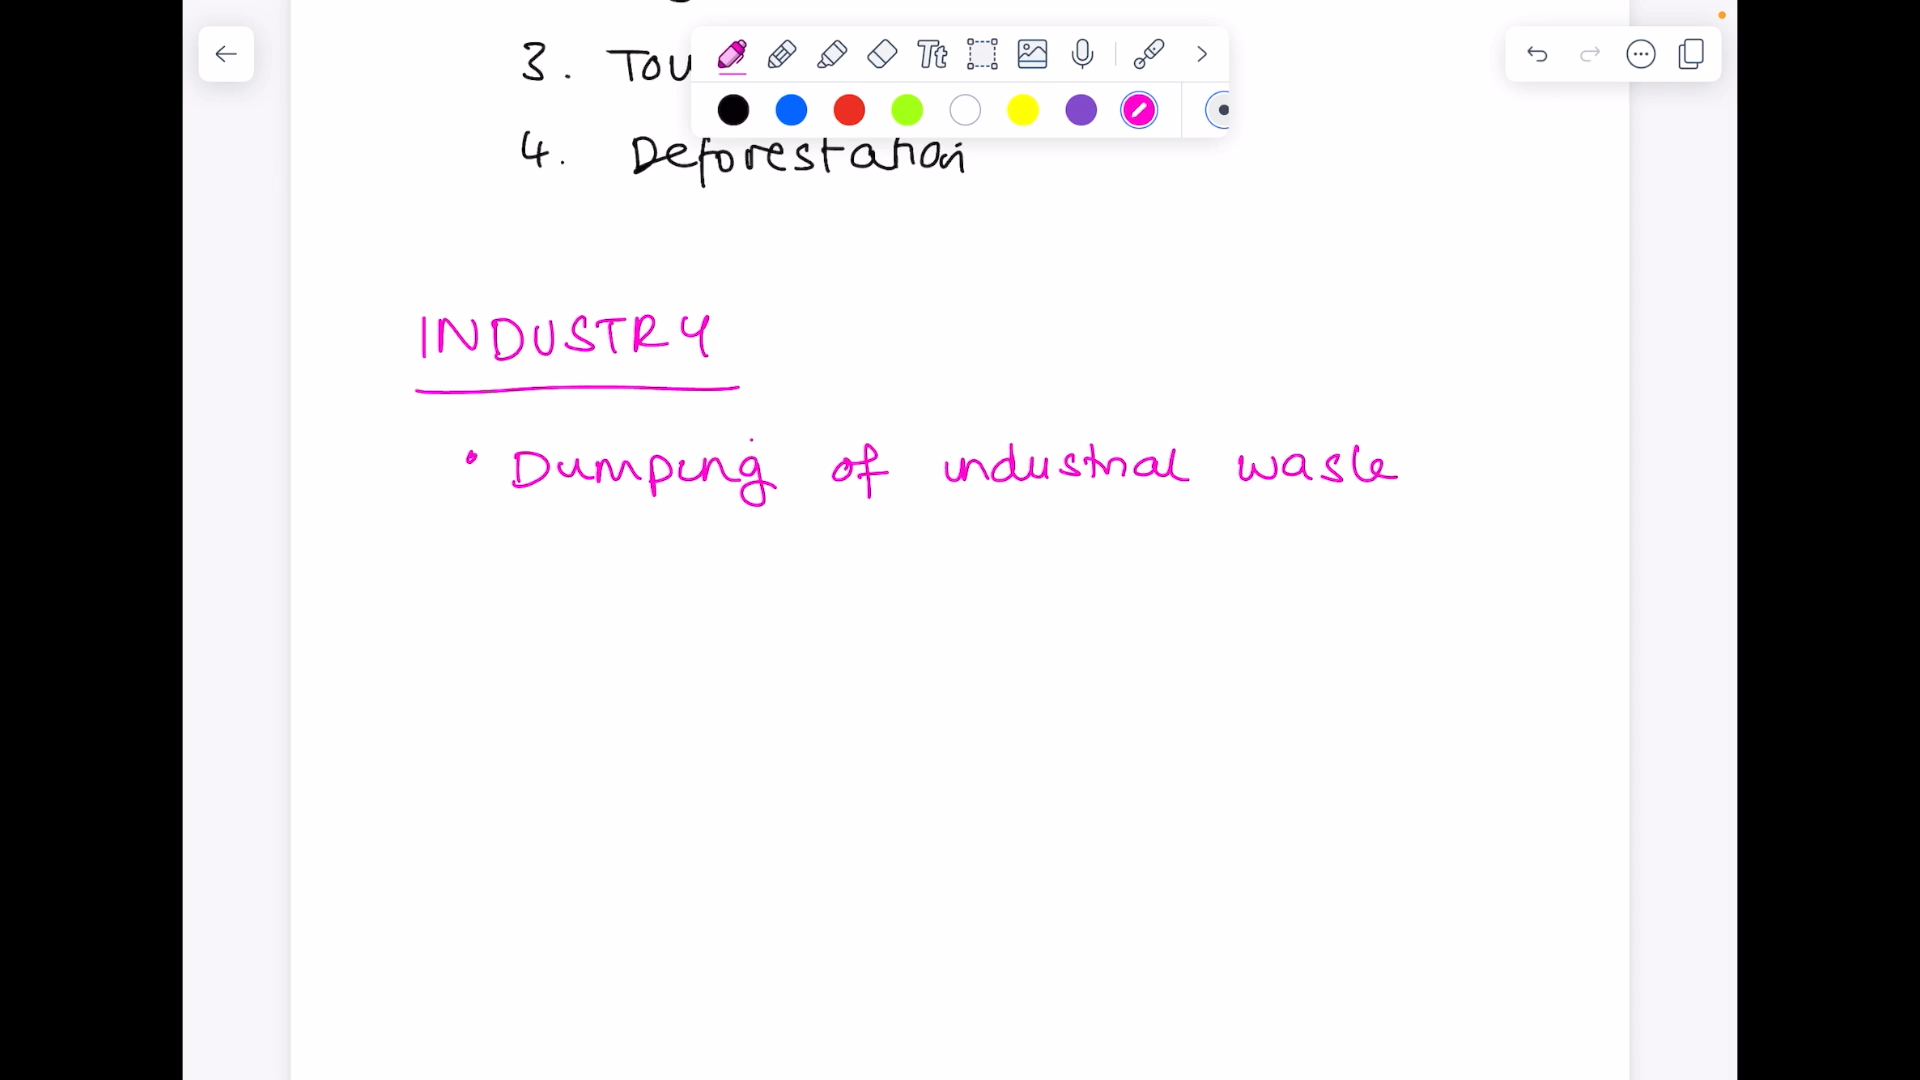 3. Tou
4. Deforestation
INDUSTRY
• Dumping of industrial waste